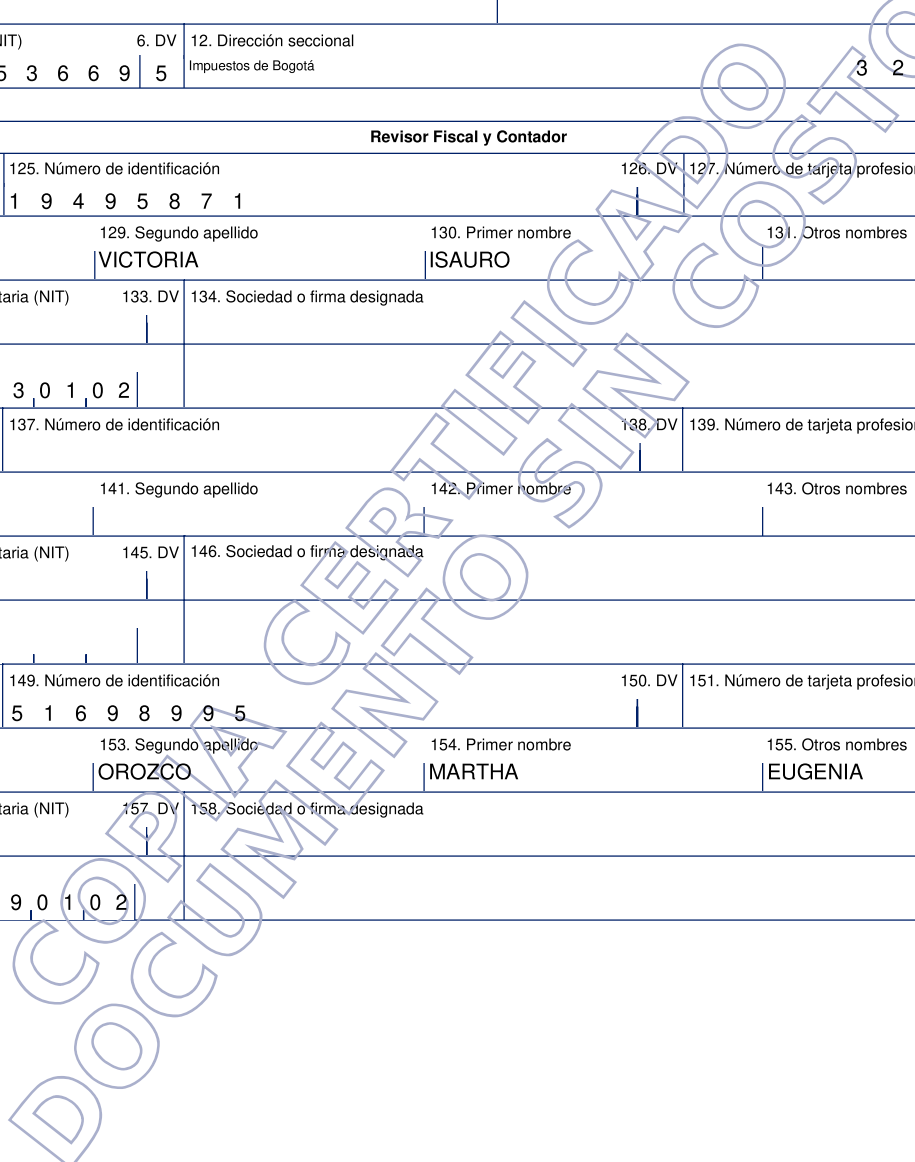 NIT) 6. DV 12. Dirección seccional
5 3 6 6 9 5 Impuestos de Bogotá 3 2
Revisor Fiscal y Contador
125. Número de identificación 126. DV 127. Número de tarjeta profesio
1 9 4 9 5 8 7 1
129. Segundo apellido 130. Primer nombre 131. Otros nombres
VICTORIA ISAURO
taria (NIT) 133. DV 134. Sociedad o firma designada
3 0 1 0 2
137. Número de identificación 138. DV 139. Número de tarjeta profesio
141. Segundo apellido 142. Primer nombre 143. Otros nombres
taria (NIT) 145. DV 146. Sociedad o firma designada
149. Número de identificación 150. DV 151. Número de tarjeta profesio
5 1 6 9 8 9 9 5
153. Segundo apellido 154. Primer nombre 155. Otros nombres
OROZCO MARTHA EUGENIA
taria (NIT) 157. DV 158. Sociedad o firma designada
9 0 1 0 2
COPIA CERTIFICADO
DOCUMENTO SIN COSTO